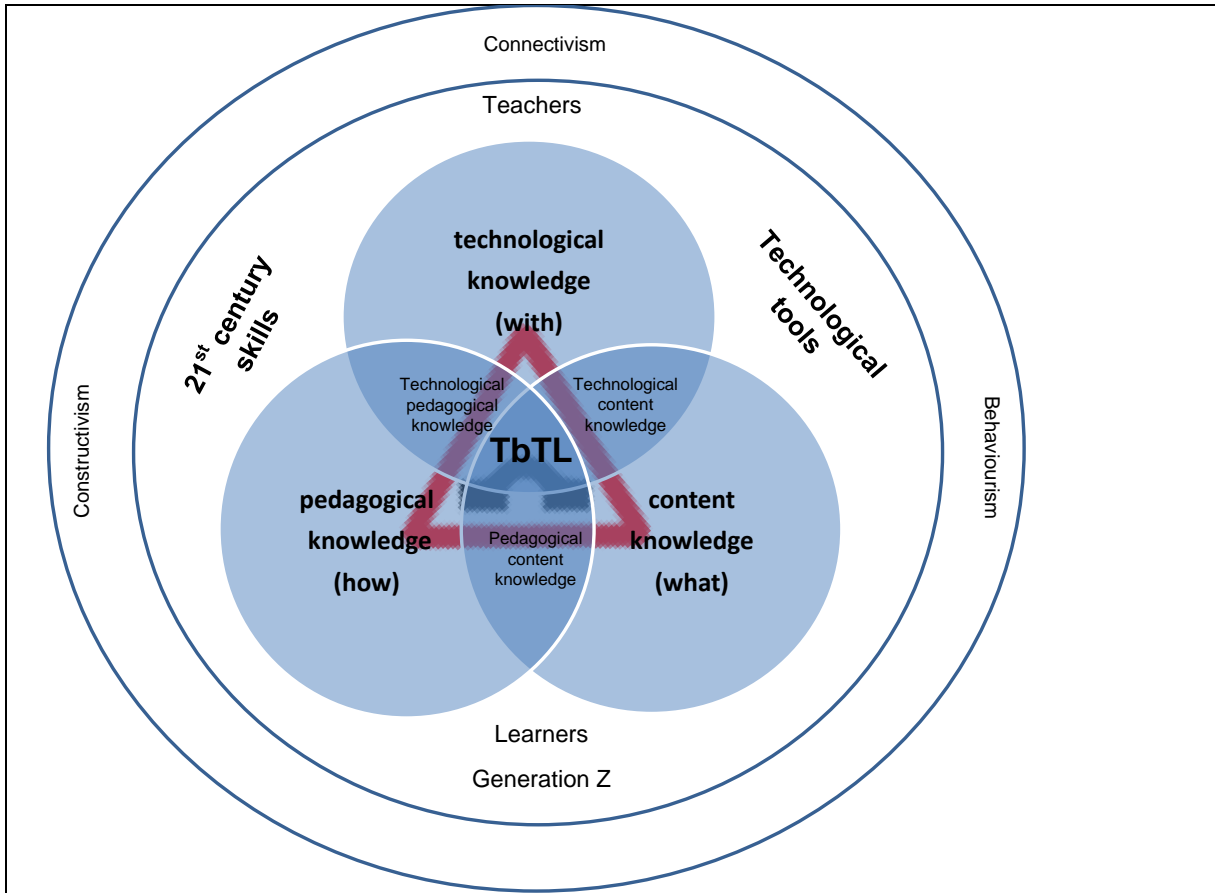 Connectivism
Teachers
technological
knowledge
(with)
21st century
skills
Technological
tools
Technological
pedagogical
knowledge
Technological
content
knowledge
TbTL
Constructivism
Behaviourism
pedagogical
knowledge
(how)
content
knowledge
(what)
Pedagogical
content
knowledge
Learners
Generation Z